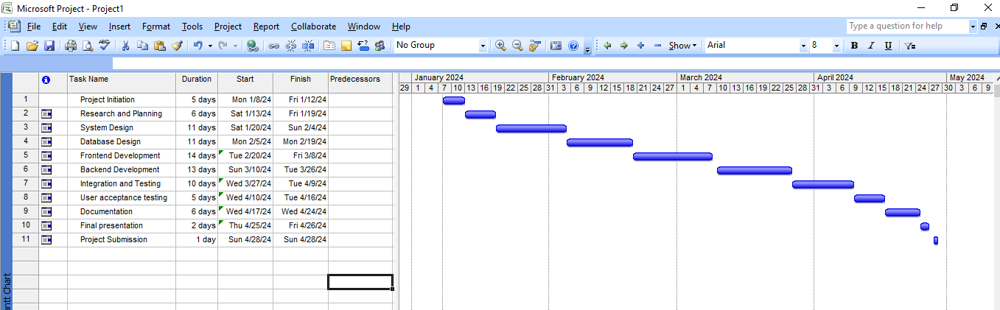 Microsoft Project - Project1
File Edit View Insert Format Tools Project Report Collaborate Window Help Type a question for help
No Group Show Arial 8 B I U
Task Name Duration Start Finish Predecessors January 2024 February 2024 March 2024 April 2024 May 2024
29 1 4 7 10 13 16 19 22 25 28 31 3 6 9 12 15 18 21 24 27 1 4 7 10 13 16 19 22 25 28 31 3 6 9 12 15 18 21 24 27 30 3 6 9
1 Project Initiation 5 days Mon 1/8/24 Fri 1/12/24
2 Research and Planning 6 days Sat 1/13/24 Fri 1/19/24
3 System Design 11 days Sat 1/20/24 Sun 2/4/24
4 Database Design 11 days Mon 2/5/24 Mon 2/19/24
5 Frontend Development 14 days Tue 2/20/24 Fri 3/8/24
6 Backend Development 13 days Sun 3/10/24 Tue 3/26/24
7 Integration and Testing 10 days Wed 3/27/24 Tue 4/9/24
8 User acceptance testing 5 days Wed 4/10/24 Tue 4/16/24
9 Documentation 6 days Wed 4/17/24 Wed 4/24/24
10 Final presentation 2 days Thu 4/25/24 Fri 4/26/24
11 Project Submission 1 day Sun 4/28/24 Sun 4/28/24
antt Chart